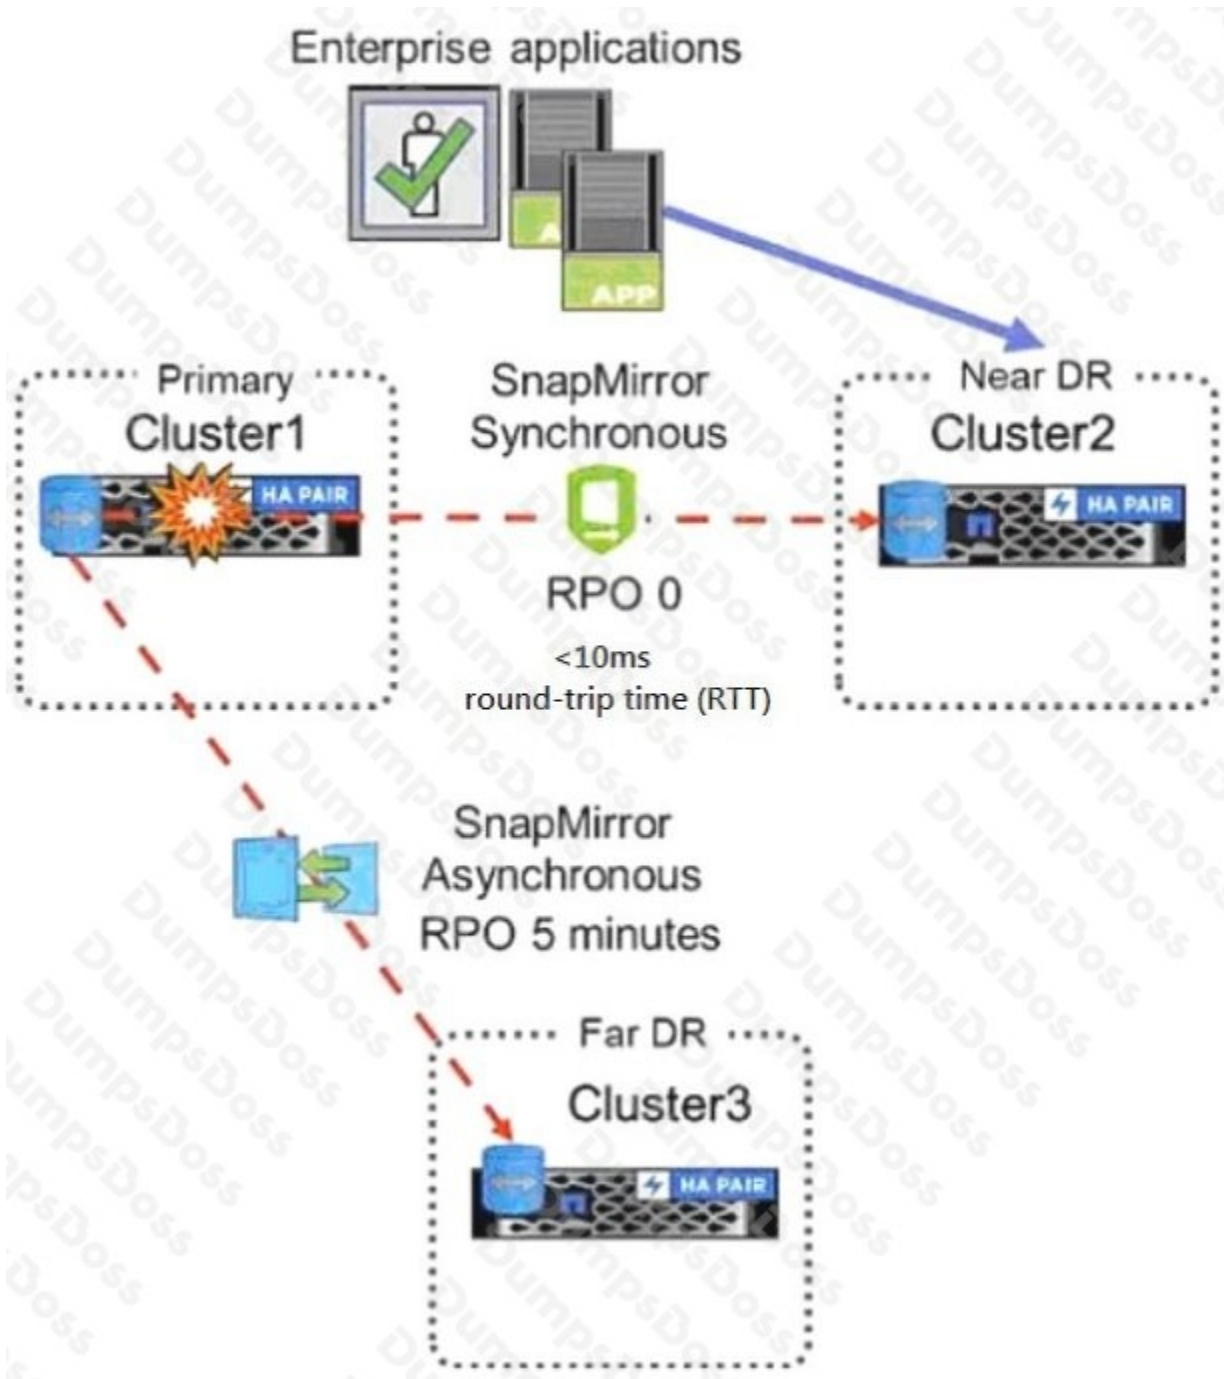 Enterprise applications
A
APP
Primary
Cluster1
HA PAIR
SnapMirror
Synchronous
RPO 0
<10ms
round-trip time (RTT)
Near DR
Cluster2
HA PAIR
SnapMirror
Asynchronous
RPO 5 minutes
Far DR
Cluster3
HA PAIR
DumpsDoss